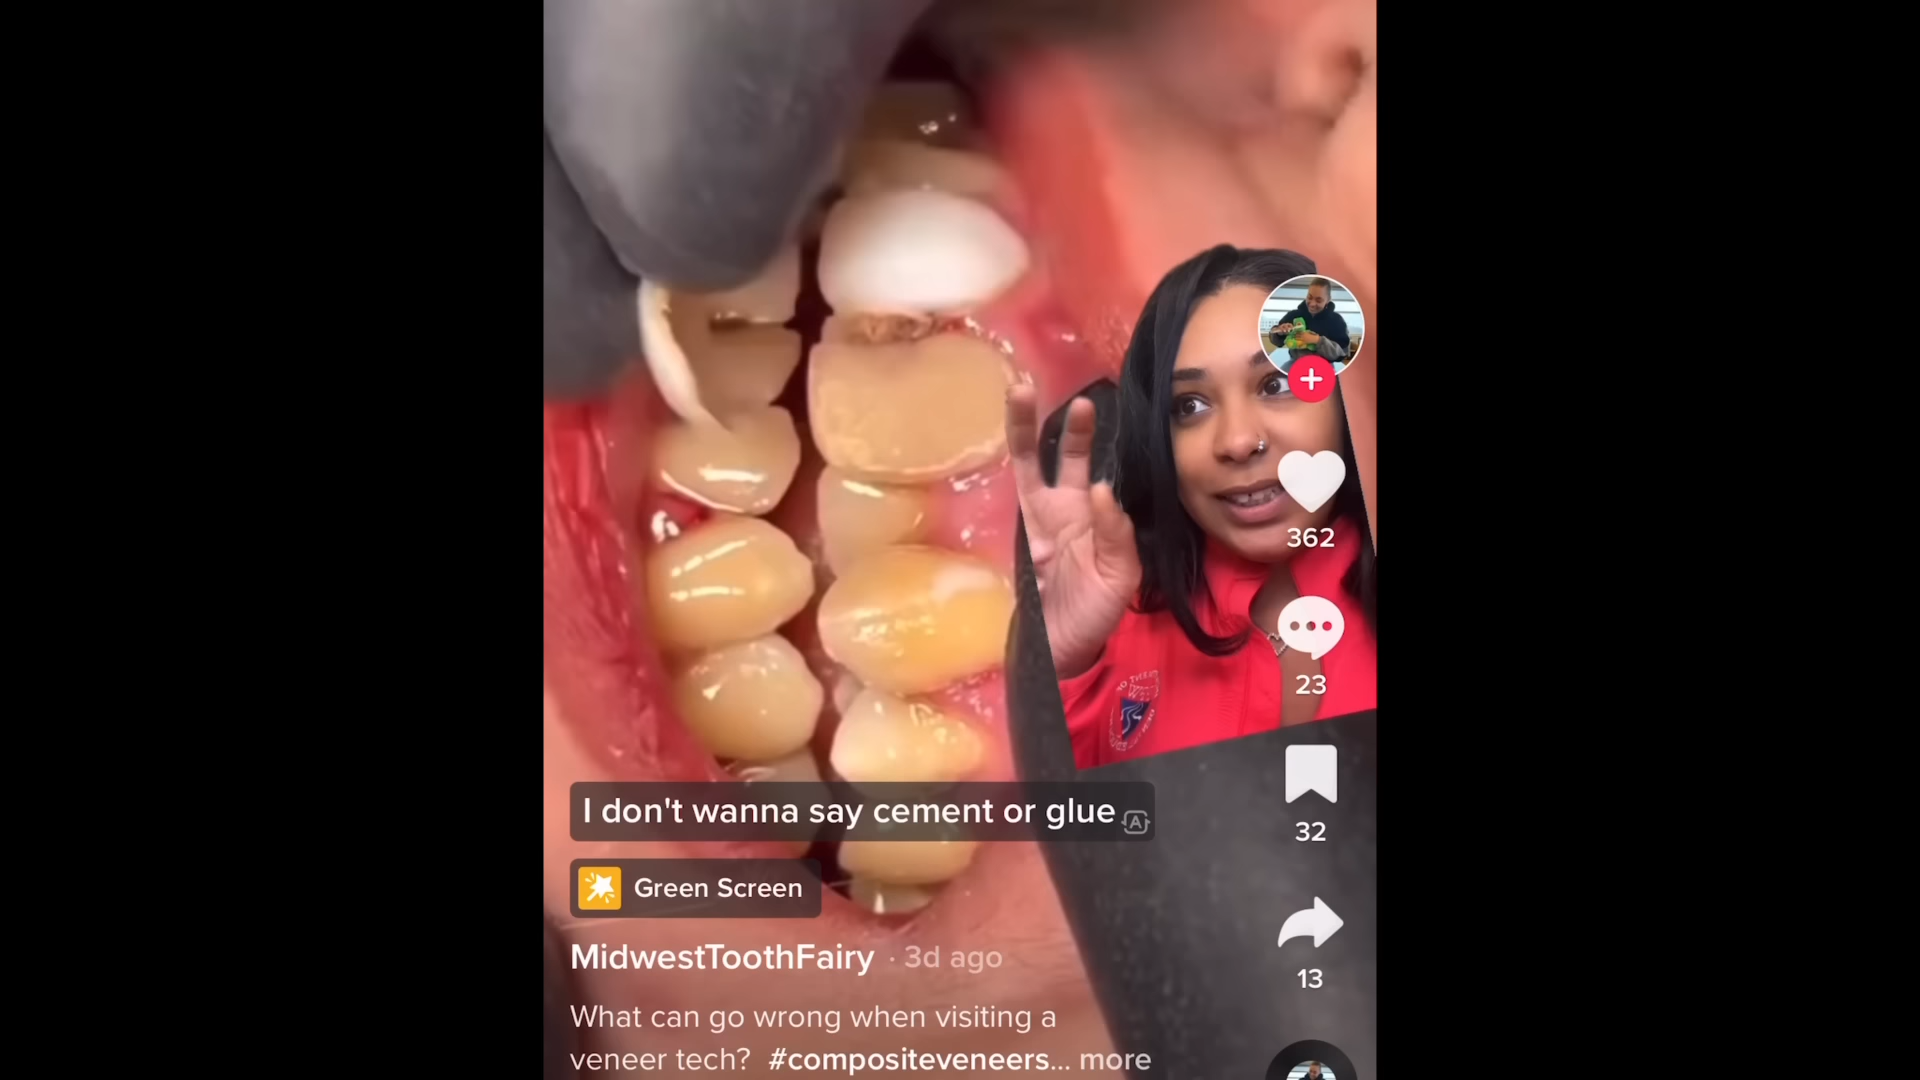 362
23
I don't wanna say cement or glue
32
Green Screen
MidwestToothFairy · 3d ago
13
What can go wrong when visiting a
veneer tech? #compositeveneers... more